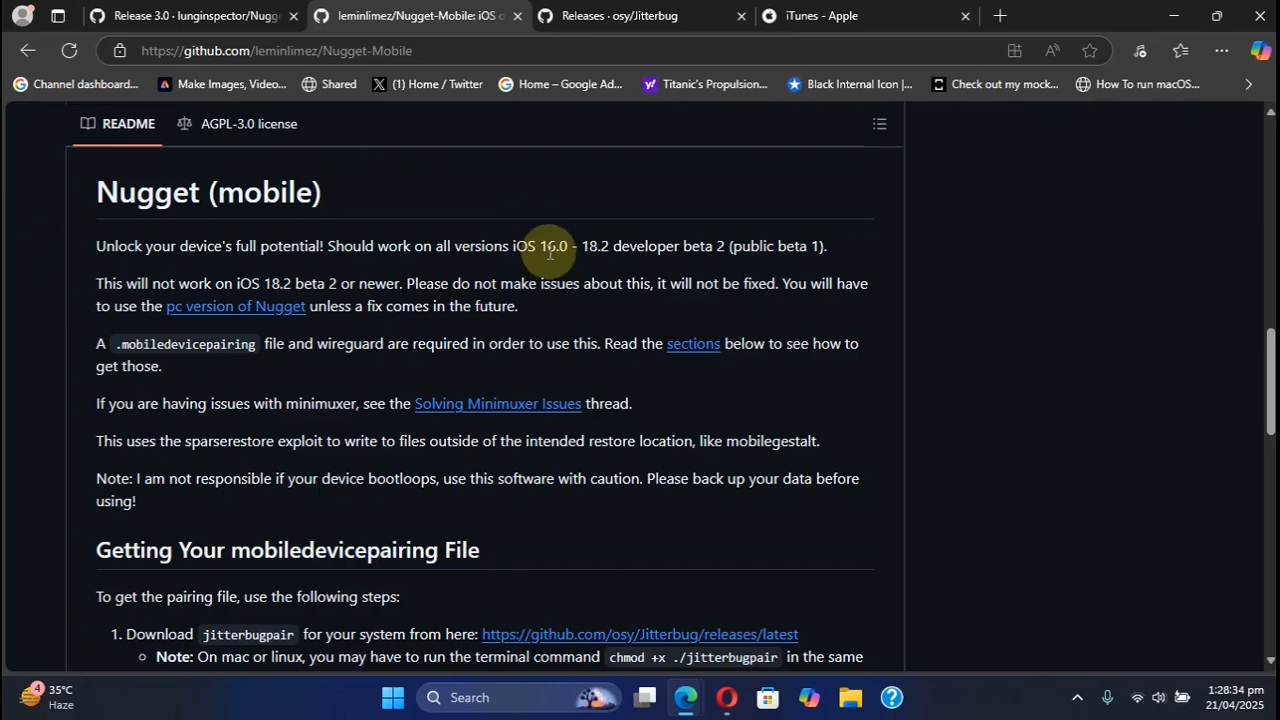 Release 3.0 · lunginspector/Nugg
leminlimez/Nugget-Mobile: iOS c
Releases · osy/Jitterbug
iTunes - Apple
https://github.com/leminlimez/Nugget-Mobile
Channel dashboard...
Make Images, Video...
Shared
(1) Home / Twitter
Home – Google Ad...
Titanic's Propulsion...
Black Internal Icon |...
Check out my mock...
How To run macOS...
README
AGPL-3.0 license
Nugget (mobile)
Unlock your device's full potential! Should work on all versions iOS 16.0 - 18.2 developer beta 2 (public beta 1).
This will not work on iOS 18.2 beta 2 or newer. Please do not make issues about this, it will not be fixed. You will have
to use the pc version of Nugget unless a fix comes in the future.
A .mobiledevicepairing file and wireguard are required in order to use this. Read the sections below to see how to
get those.
If you are having issues with minimuxer, see the Solving Minimuxer Issues thread.
This uses the sparserestore exploit to write to files outside of the intended restore location, like mobilegestalt.
Note: I am not responsible if your device bootloops, use this software with caution. Please back up your data before
using!
Getting Your mobiledevicepairing File
To get the pairing file, use the following steps:
1. Download jitterbugpair for your system from here: https://github.com/osy/Jitterbug/releases/latest
Note: On mac or linux, you may have to run the terminal command chmod +x ./jitterbugpair in the same
4
35°C
Haze
Search
1:28:34 pm
21/04/2025